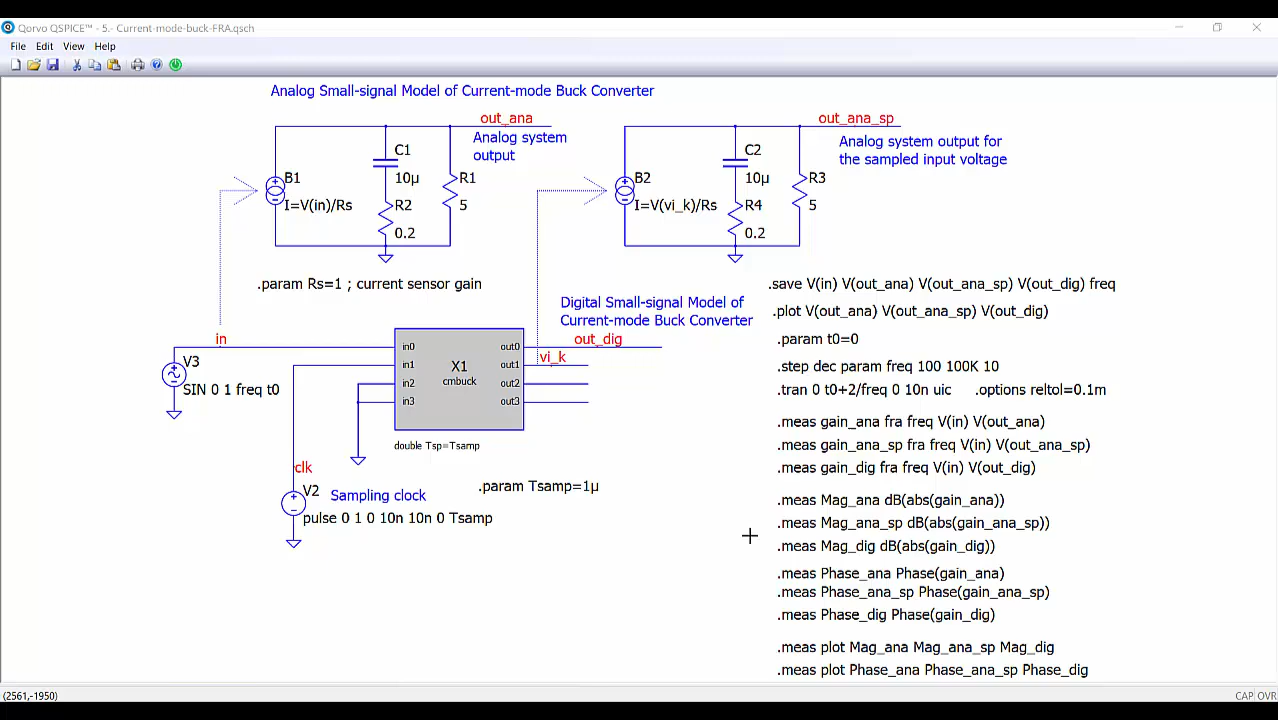 Qorvo QSPICE™ - 5.- Current-mode-buck-FRA.qsch
File Edit View Help
Analog Small-signal Model of Current-mode Buck Converter
out_ana
Analog system
output
C1
10µ
B1
I=V(in)/Rs
R2
0.2
R1
5
out_ana_sp
Analog system output for
the sampled input voltage
C2
10µ
B2
I=V(vi_k)/Rs
R4
0.2
R3
5
.param Rs=1 ; current sensor gain
Digital Small-signal Model of
Current-mode Buck Converter
in
V3
SIN 0 1 freq t0
in0
in1
in2
in3
X1
cmbuck
out0
out1
out2
out3
out_dig
vi_k
double Tsp=Tsamp
clk
V2
Sampling clock
pulse 0 1 0 10n 10n 0 Tsamp
.param Tsamp=1µ
.save V(in) V(out_ana) V(out_ana_sp) V(out_dig) freq
.plot V(out_ana) V(out_ana_sp) V(out_dig)
.param t0=0
.step dec param freq 100 100K 10
.tran 0 t0+2/freq 0 10n uic .options reltol=0.1m
.meas gain_ana fra freq V(in) V(out_ana)
.meas gain_ana_sp fra freq V(in) V(out_ana_sp)
.meas gain_dig fra freq V(in) V(out_dig)
.meas Mag_ana dB(abs(gain_ana))
.meas Mag_ana_sp dB(abs(gain_ana_sp))
.meas Mag_dig dB(abs(gain_dig))
.meas Phase_ana Phase(gain_ana)
.meas Phase_ana_sp Phase(gain_ana_sp)
.meas Phase_dig Phase(gain_dig)
.meas plot Mag_ana Mag_ana_sp Mag_dig
.meas plot Phase_ana Phase_ana_sp Phase_dig
(2561,-1950)
CAP OVR